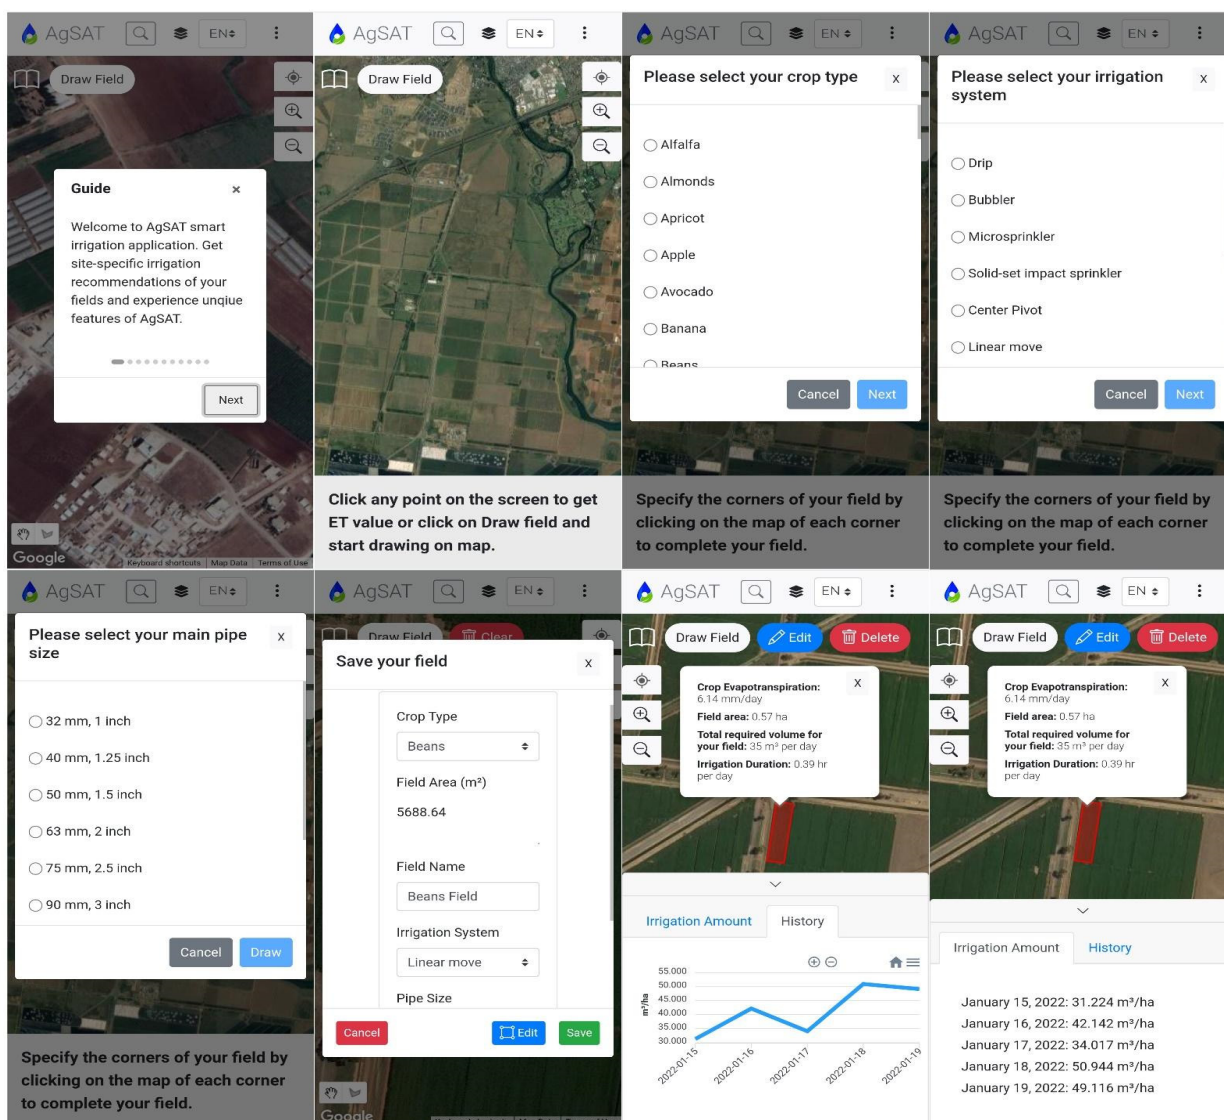 AgSAT
EN
Draw Field
Guide
×
Welcome to AgSAT smart
irrigation application. Get
site-specific irrigation
recommendations of your
fields and experience unqiue
features of AgSAT.
Next
Google
Keyboard shortcuts
Map Data
Terms of Use
AgSAT
EN
Draw Field
Click any point on the screen to get
ET value or click on Draw field and
start drawing on map.
AgSAT
EN
Please select your crop type
X
Alfalfa
Almonds
Apricot
Apple
Avocado
Banana
Beans
Cancel
Next
Specify the corners of your field by
clicking on the map of each corner
to complete your field.
AgSAT
EN
Please select your irrigation
system
X
Drip
Bubbler
Microsprinkler
Solid-set impact sprinkler
Center Pivot
Linear move
Cancel
Next
Specify the corners of your field by
clicking on the map of each corner
to complete your field.
AgSAT
EN
Please select your main pipe
size
X
32 mm, 1 inch
40 mm, 1.25 inch
50 mm, 1.5 inch
63 mm, 2 inch
75 mm, 2.5 inch
90 mm, 3 inch
Cancel
Draw
Specify the corners of your field by
clicking on the map of each corner
to complete your field.
AgSAT
EN
Draw Field
Clear
Save your field
X
Crop Type
Beans
Field Area (m²)
5688.64
Field Name
Beans Field
Irrigation System
Linear move
Pipe Size
Cancel
Edit
Save
Google
AgSAT
EN
Draw Field
Edit
Delete
X
Crop Evapotranspiration:
6.14 mm/day
Field area: 0.57 ha
Total required volume for
your field: 35 m³ per day
Irrigation Duration: 0.39 hr
per day
Irrigation Amount
History
m³/ha
55.000
50.000
45.000
40.000
35.000
30.000
2022-01-15
2022-01-16
2022-01-17
2022-01-18
2022-01-19
AgSAT
EN
Draw Field
Edit
Delete
X
Crop Evapotranspiration:
6.14 mm/day
Field area: 0.57 ha
Total required volume for
your field: 35 m³ per day
Irrigation Duration: 0.39 hr
per day
Irrigation Amount
History
January 15, 2022: 31.224 m³/ha
January 16, 2022: 42.142 m³/ha
January 17, 2022: 34.017 m³/ha
January 18, 2022: 50.944 m³/ha
January 19, 2022: 49.116 m³/ha